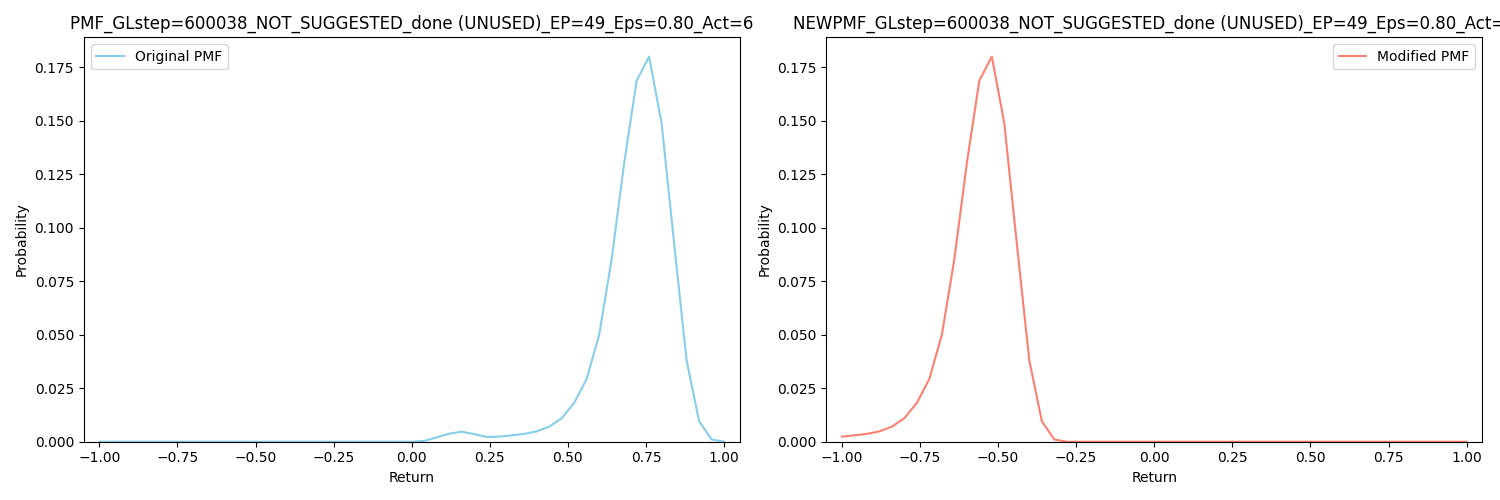 PMF_GLstep=600038_NOT_SUGGESTED_done (UNUSED)_EP=49_Eps=0.80_Act=6
Original PMF
0.175
0.150
0.125
0.100
0.075
0.050
0.025
0.000
Probability
−1.00 −0.75 −0.50 −0.25 0.00 0.25 0.50 0.75 1.00
Return
NEWPMF_GLstep=600038_NOT_SUGGESTED_done (UNUSED)_EP=49_Eps=0.80_Act=
Modified PMF
0.175
0.150
0.125
0.100
0.075
0.050
0.025
0.000
Probability
−1.00 −0.75 −0.50 −0.25 0.00 0.25 0.50 0.75 1.00
Return